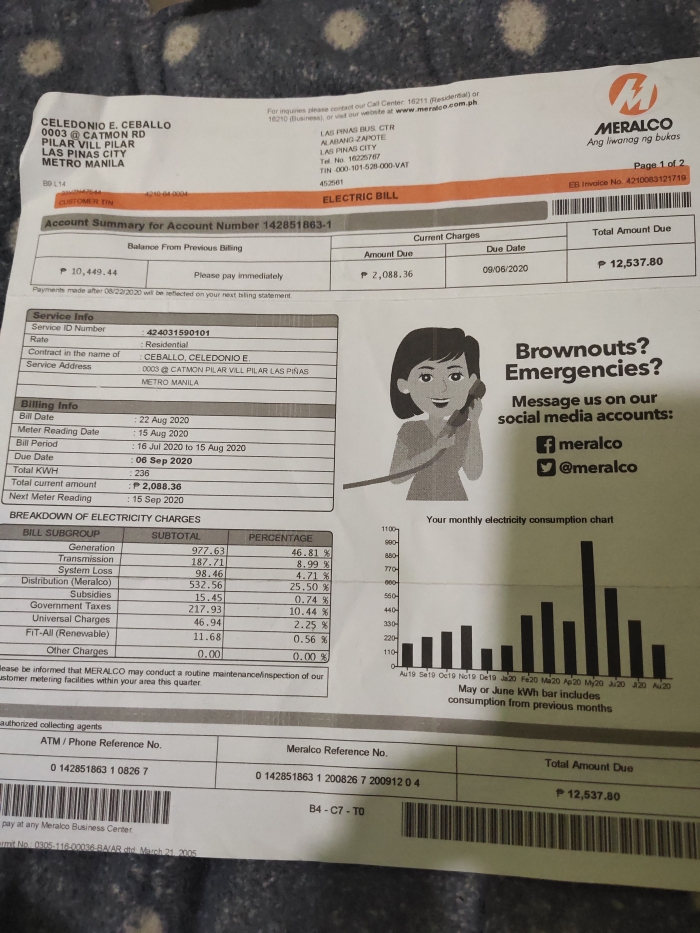 For inquiries please contact our Call Center: 16211 (Residential) or
16210 (Business), or visit our website at www.meralco.com.ph
CELEDONIO E. CEBALLO
0003 @ CATMON RD
PILAR VILL PILAR
LAS PINAS CITY
METRO MANILA
LAS PINAS BUS. CTR
ALABANG-ZAPOTE
LAS PINAS CITY
Tel. No. 16225787
TIN -000-101-528-000-VAT
452561
MERALCO
Ang liwanag ng bukas
Page 1 of 2
CUSTOMER TIN
ELECTRIC BILL
EB Invoice No. 4210083121719
Account Summary for Account Number 142851863-1
Balance From Previous Billing
Current Charges
Total Amount Due
Amount Due
Due Date
₱ 10,449.44
Please pay immediately
₱ 2,088.36
09/06/2020
₱ 12,537.80
Payments made after 08/22/2020 will be reflected on your next billing statement.
Service Info
Service ID Number : 424031590101
Rate : Residential
Contract in the name of : CEBALLO, CELEDONIO E.
Service Address : 0003 @ CATMON PILAR VILL PILAR LAS PIÑAS
METRO MANILA
Billing Info
Bill Date : 22 Aug 2020
Meter Reading Date : 15 Aug 2020
Bill Period : 16 Jul 2020 to 15 Aug 2020
Due Date : 06 Sep 2020
Total KWH : 236
Total current amount : ₱ 2,088.36
Next Meter Reading : 15 Sep 2020
Brownouts?
Emergencies?
Message us on our
social media accounts:
meralco
@meralco
BREAKDOWN OF ELECTRICITY CHARGES
BILL SUBGROUP SUBTOTAL PERCENTAGE
Generation 977.63 46.81 %
Transmission 187.71 8.99 %
System Loss 98.46 4.71 %
Distribution (Meralco) 532.56 25.50 %
Subsidies 15.45 0.74 %
Government Taxes 217.93 10.44 %
Universal Charges 46.94 2.25 %
FiT-All (Renewable) 11.68 0.56 %
Other Charges 0.00 0.00 %
Your monthly electricity consumption chart
1100
990
880
770
660
550
440
330
220
110
0
Au19 Se19 Oc19 No19 De19 Ja20 Fe20 Ma20 Ap20 My20 Ju20 Jl20 Au20
May or June kWh bar includes
consumption from previous months
lease be informed that MERALCO may conduct a routine maintenance/inspection of our
ustomer metering facilities within your area this quarter.
authorized collecting agents
ATM / Phone Reference No.
Meralco Reference No.
Total Amount Due
0 142851863 1 0826 7
0 142851863 1 200826 7 200912 0 4
₱ 12,537.80
B4 - C7 - T0
pay at any Meralco Business Center.
rmit No. 0305-116-00036-BA/AR dtd. March 21, 2005